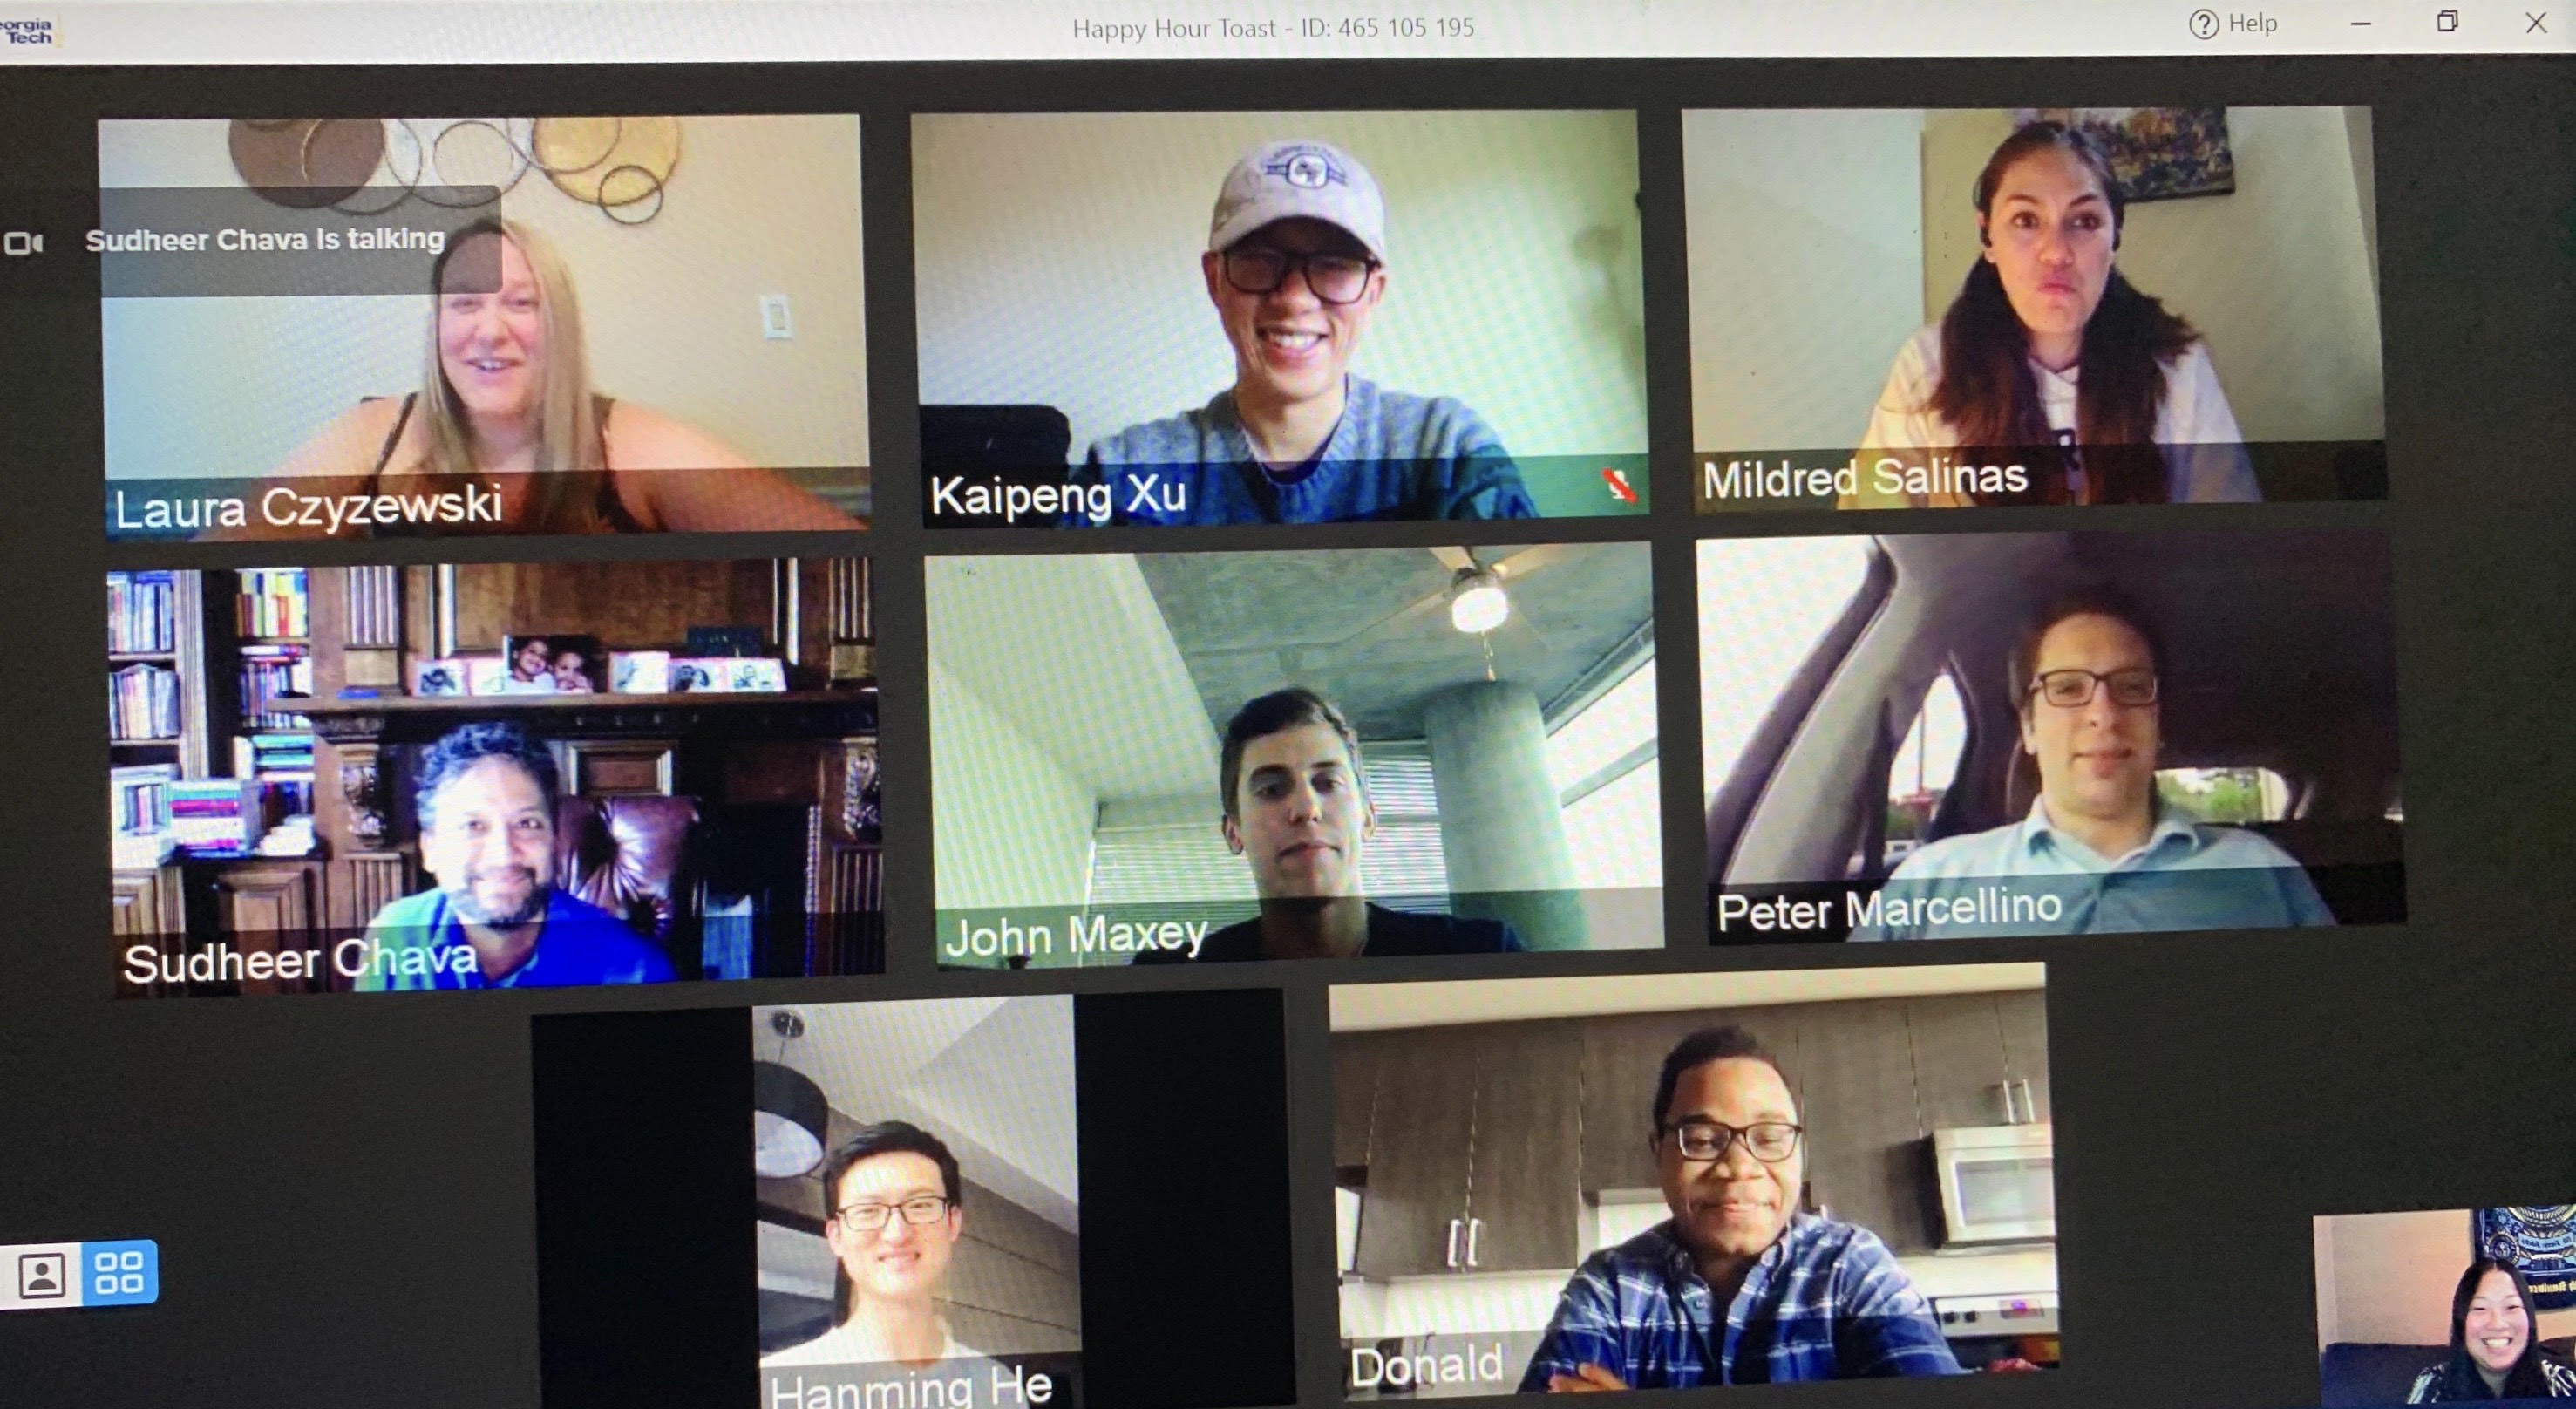 orgia
Tech
Happy Hour Toast - ID: 465 105 195
Help
Sudheer Chava is talking
Laura Czyzewski
Kaipeng Xu
Mildred Salinas
Sudheer Chava
John Maxey
Peter Marcellino
Hanming He
Donald